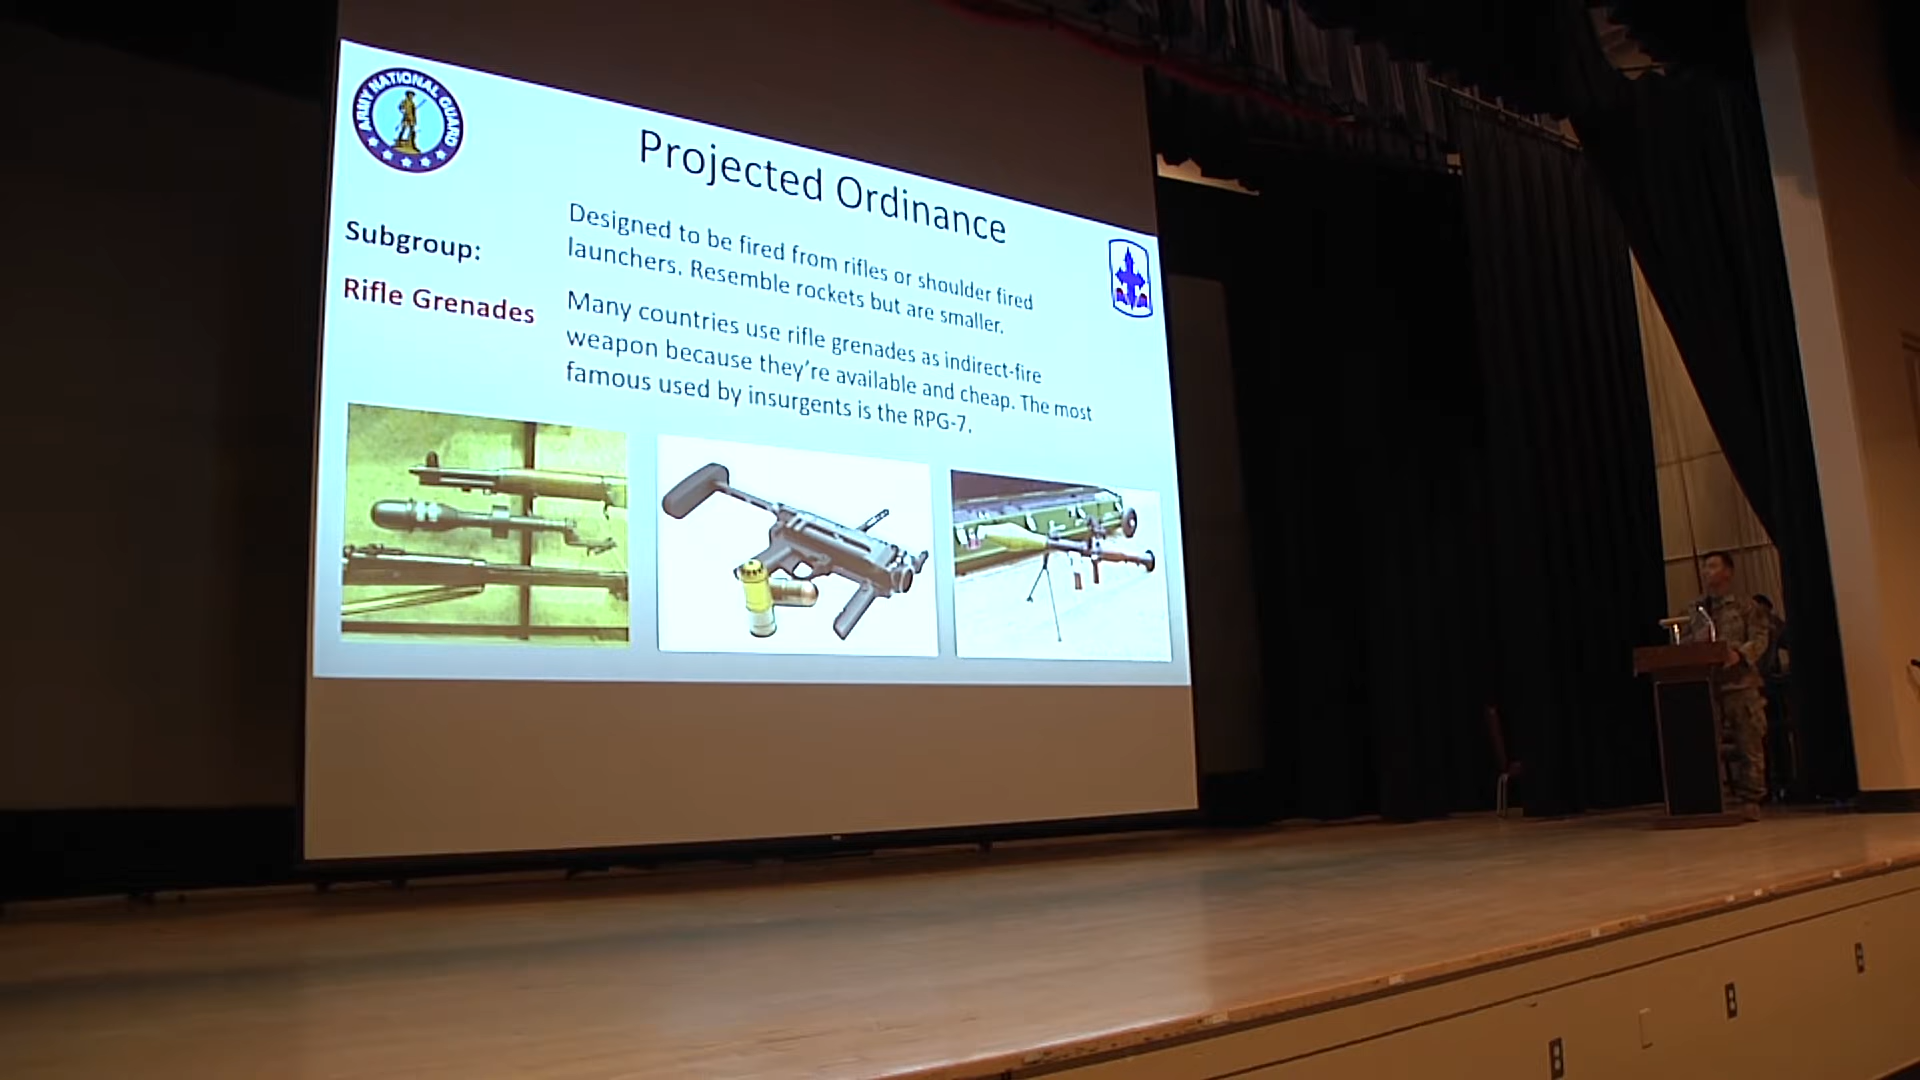 ARMY NATIONAL GUARD
Projected Ordinance
Subgroup:
Rifle Grenades
Designed to be fired from rifles or shoulder fired
launchers. Resemble rockets but are smaller.
Many countries use rifle grenades as indirect-fire
weapon because they’re available and cheap. The most
famous used by insurgents is the RPG-7.